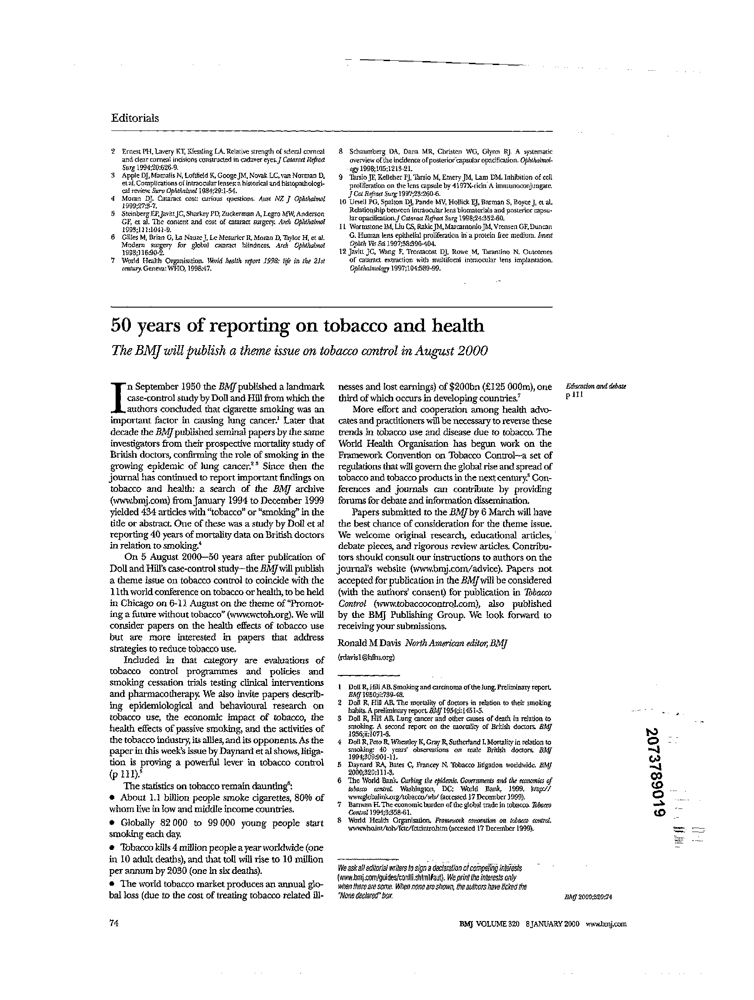 Editorials
2 Ernest PH, Lavery KT, Kiessling LA. Relative strength of scleral corneal
and clear corneal incisions constructed in cadaver eyes. J Cataract Refract
Surg 1994;20:626-9.
3 Apple DJ, Mamalis N, Loftfield K, Googe JM, Novak LC, van Norman D,
et al. Complications of intraocular lenses: a historical and histopathologi-
cal review. Surv Ophthalmol 1984;29:1-54.
4 Moran DJ. Cataract cost: curious questions. Aust NZ J Ophthalmol
1999;27:3-7.
5 Steinberg EP, Javitt JC, Sharkey PD, Zuckerman A, Legro MW, Anderson
GF, et al. The content and cost of cataract surgery. Arch Ophthalmol
1993;111:1041-9.
6 Gilles M, Brian G, La Nauze J, Le Mesurier R, Moran D, Taylor H, et al.
Modern surgery for global cataract blindness. Arch Ophthalmol
1998;116:90-2.
7 World Health Organisation. World health report 1998: life in the 21st
century. Geneva: WHO, 1998:47.
8 Schaumberg DA, Dana MR, Christen WG, Glynn RJ. A systematic
overview of the incidence of posterior capsular opacification. Ophthalmol-
ogy 1998;105:1213-21.
9 Tarsio JF, Kelleher PJ, Tarsio M, Emery JM, Lam DM. Inhibition of cell
proliferation on the lens capsule by 4197X-ricin A immunoconjungate.
J Cat Refract Surg 1997;23:260-6.
10 Ursell PG, Spalton DJ, Pande MV, Hollick EJ, Barman S, Boyce J, et al.
Relationship between intraocular lens biomaterials and posterior capsu-
lar opacification. J Cataract Refract Surg 1998;24:352-60.
11 Wormstone IM, Liu CS, Rakic JM, Marcantonio JM, Vrensen GF, Duncan
G. Human lens epithelial proliferation in a protein free medium. Invest
Opthth Vis Sci 1997;38:396-404.
12 Javitt JC, Wang F, Trentacost DJ, Rowe M, Tarantino N. Outcomes
of cataract extraction with multifocal intraocular lens implantation.
Ophthalmology 1997;104:589-99.
50 years of reporting on tobacco and health
The BMJ will publish a theme issue on tobacco control in August 2000
In September 1950 the BMJ published a landmark
case-control study by Doll and Hill from which the
authors concluded that cigarette smoking was an
important factor in causing lung cancer.1 Later that
decade the BMJ published seminal papers by the same
investigators from their prospective mortality study of
British doctors, confirming the role of smoking in the
growing epidemic of lung cancer.2 3 Since then the
journal has continued to report important findings on
tobacco and health: a search of the BMJ archive
(www.bmj.com) from January 1994 to December 1999
yielded 434 articles with "tobacco" or "smoking" in the
title or abstract. One of these was a study by Doll et al
reporting 40 years of mortality data on British doctors
in relation to smoking.4
On 5 August 2000—50 years after publication of
Doll and Hill's case-control study—the BMJ will publish
a theme issue on tobacco control to coincide with the
11th world conference on tobacco or health, to be held
in Chicago on 6-11 August on the theme of "Promot-
ing a future without tobacco" (www.wctoh.org). We will
consider papers on the health effects of tobacco use
but are more interested in papers that address
strategies to reduce tobacco use.
Included in that category are evaluations of
tobacco control programmes and policies and
smoking cessation trials testing clinical interventions
and pharmacotherapy. We also invite papers describ-
ing epidemiological and behavioural research on
tobacco use, the economic impact of tobacco, the
health effects of passive smoking, and the activities of
the tobacco industry, its allies, and its opponents. As the
paper in this week's issue by Daynard et al shows, litiga-
tion is proving a powerful lever in tobacco control
(p 111).5
The statistics on tobacco remain daunting6:
● About 1.1 billion people smoke cigarettes, 80% of
whom live in low and middle income countries.
● Globally 82 000 to 99 000 young people start
smoking each day.
● Tobacco kills 4 million people a year worldwide (one
in 10 adult deaths), and that toll will rise to 10 million
per annum by 2030 (one in six deaths).
● The world tobacco market produces an annual glo-
bal loss (due to the cost of treating tobacco related ill-
nesses and lost earnings) of $200bn (£125 000m), one
third of which occurs in developing countries.7
More effort and cooperation among health advo-
cates and practitioners will be necessary to reverse these
trends in tobacco use and disease due to tobacco. The
World Health Organisation has begun work on the
Framework Convention on Tobacco Control—a set of
regulations that will govern the global rise and spread of
tobacco and tobacco products in the next century.8 Con-
ferences and journals can contribute by providing
forums for debate and information dissemination.
Papers submitted to the BMJ by 6 March will have
the best chance of consideration for the theme issue.
We welcome original research, educational articles,
debate pieces, and rigorous review articles. Contribu-
tors should consult our instructions to authors on the
journal's website (www.bmj.com/advice). Papers not
accepted for publication in the BMJ will be considered
(with the authors' consent) for publication in Tobacco
Control (www.tobaccocontrol.com), also published
by the BMJ Publishing Group. We look forward to
receiving your submissions.
Ronald M Davis North American editor, BMJ
(rdavis1@hfhs.org)
1 Doll R, Hill AB. Smoking and carcinoma of the lung. Preliminary report.
BMJ 1950;ii:739-48.
2 Doll R, Hill AB. The mortality of doctors in relation to their smoking
habits. A preliminary report. BMJ 1954;i:1451-5.
3 Doll R, Hill AB. Lung cancer and other causes of death in relation to
smoking. A second report on the mortality of British doctors. BMJ
1956;ii:1071-6.
4 Doll R, Peto R, Wheatley K, Gray R, Sutherland I. Mortality in relation to
smoking: 40 years' observations on male British doctors. BMJ
1994;309:901-11.
5 Daynard RA, Bates C, Francey N. Tobacco litigation worldwide. BMJ
2000;320:111-3.
6 The World Bank. Curbing the epidemic. Governments and the economics of
tobacco control. Washington, DC: World Bank, 1999. http://
www.globalink.org/tobacco/wb/ (accessed 17 December 1999).
7 Barnum H. The economic burden of the global trade in tobacco. Tobacco
Control 1994;3:358-61.
8 World Health Organisation. Framework convention on tobacco control.
www.who.int/toh/fctc/fctcintro.htm (accessed 17 December 1999).
We ask all editorial writers to sign a declaration of competing interests
(www.bmj.com/guides/confli.shtml#aut). We print the interests only
when there are some. When none are shown, the authors have ticked the
"None declared" box.
Education and debate
p 111
BMJ 2000;320:74
2073789019
74
BMJ VOLUME 320 8 JANUARY 2000 www.bmj.com